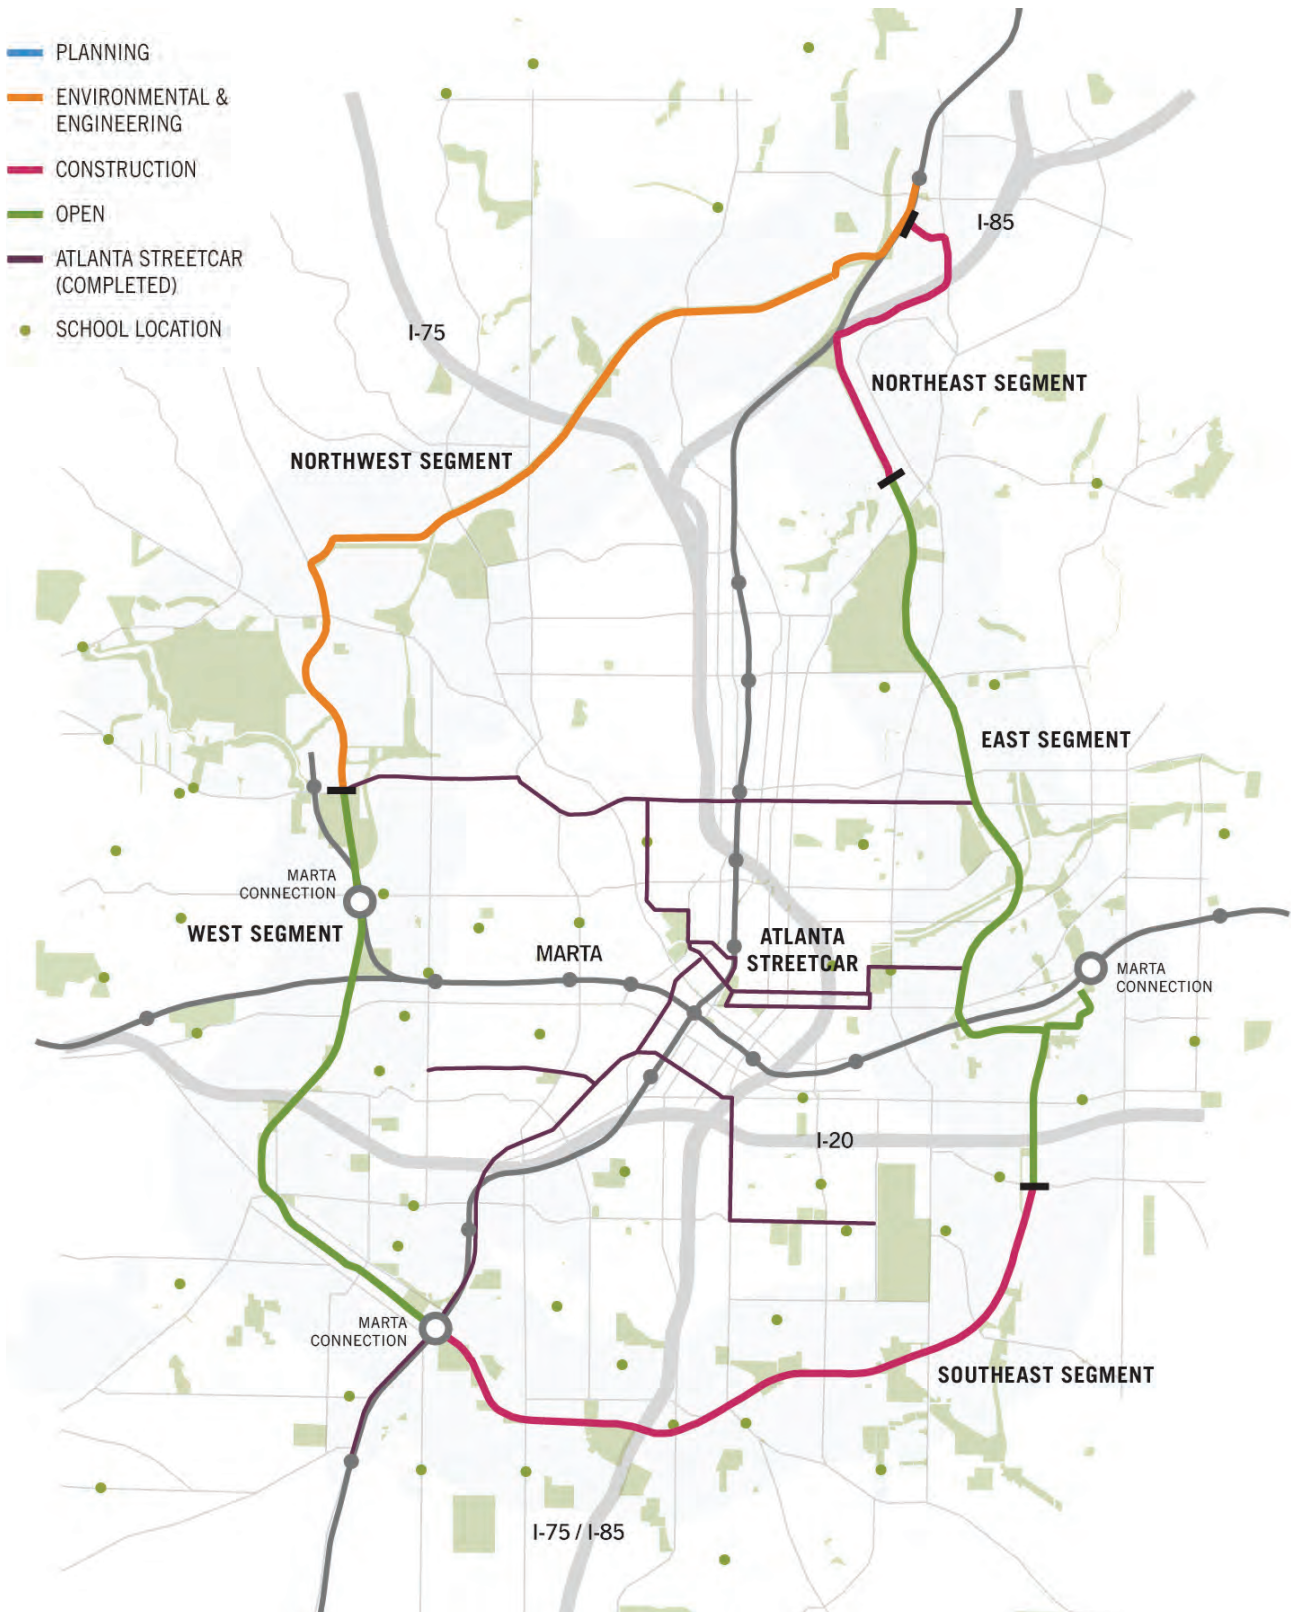 PLANNING
ENVIRONMENTAL &
ENGINEERING
CONSTRUCTION
OPEN
ATLANTA STREETCAR
(COMPLETED)
SCHOOL LOCATION
I-85
I-75
NORTHEAST SEGMENT
NORTHWEST SEGMENT
EAST SEGMENT
MARTA
CONNECTION
WEST SEGMENT
MARTA
ATLANTA
STREETCAR
MARTA
CONNECTION
I-20
MARTA
CONNECTION
SOUTHEAST SEGMENT
I-75 / I-85